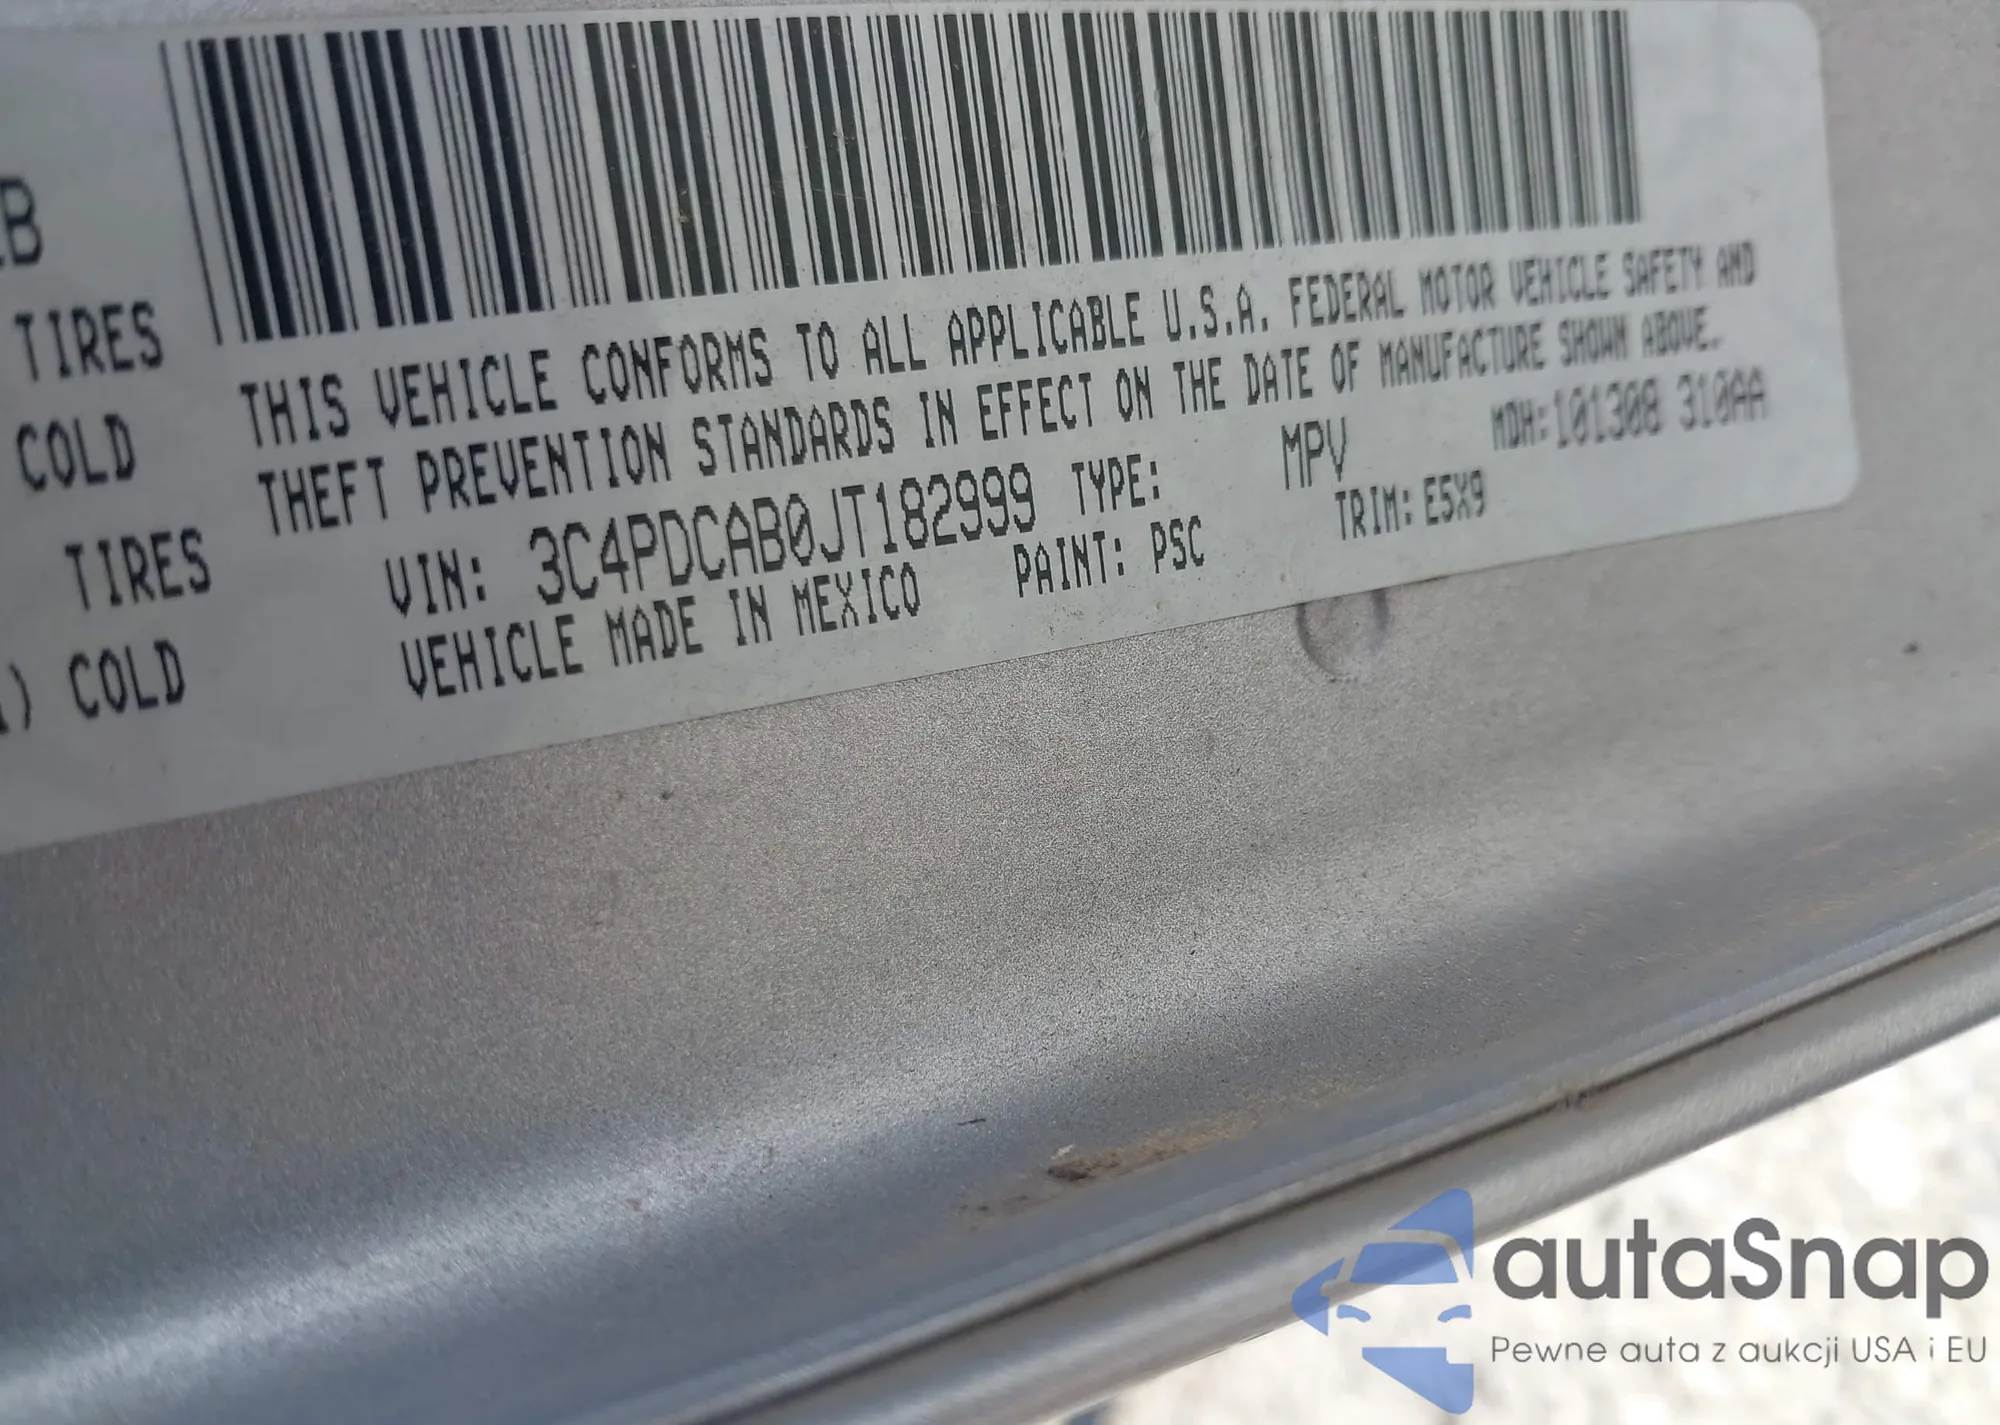 B
TIRES
COLD
TIRES
) COLD
THIS VEHICLE CONFORMS TO ALL APPLICABLE U.S.A. FEDERAL MOTOR VEHICLE SAFETY AND
THEFT PREVENTION STANDARDS IN EFFECT ON THE DATE OF MANUFACTURE SHOWN ABOVE.
VIN: 3C4PDCAB0JT182999 TYPE: MPV MDH:101308 310AA
VEHICLE MADE IN MEXICO PAINT: PSC TRIM: E5X9
autaSnap
Pewne auta z aukcji USA i EU